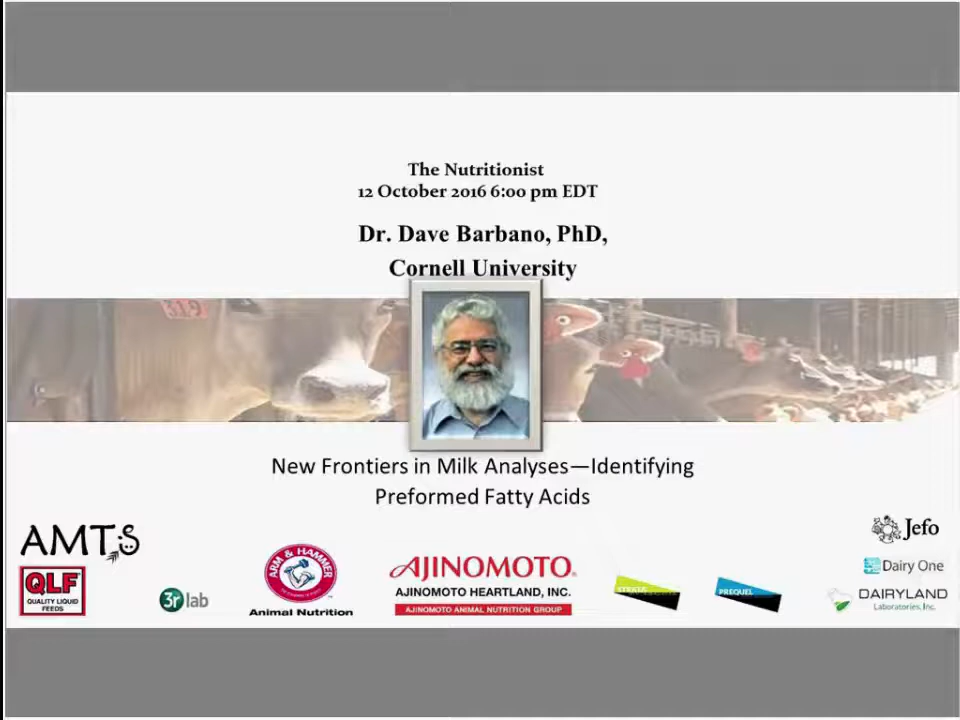 The Nutritionist
12 October 2016 6:00 pm EDT
Dr. Dave Barbano, PhD,
Cornell University
319
New Frontiers in Milk Analyses—Identifying
Preformed Fatty Acids
AMTS
QLF
QUALITY LIQUID
FEEDS
3r lab
ARM & HAMMER
Animal Nutrition
AJINOMOTO®
AJINOMOTO HEARTLAND, INC.
AJINOMOTO ANIMAL NUTRITION GROUP
PREQUEL
Jefo
Dairy One
DAIRYLAND
Laboratories, Inc.